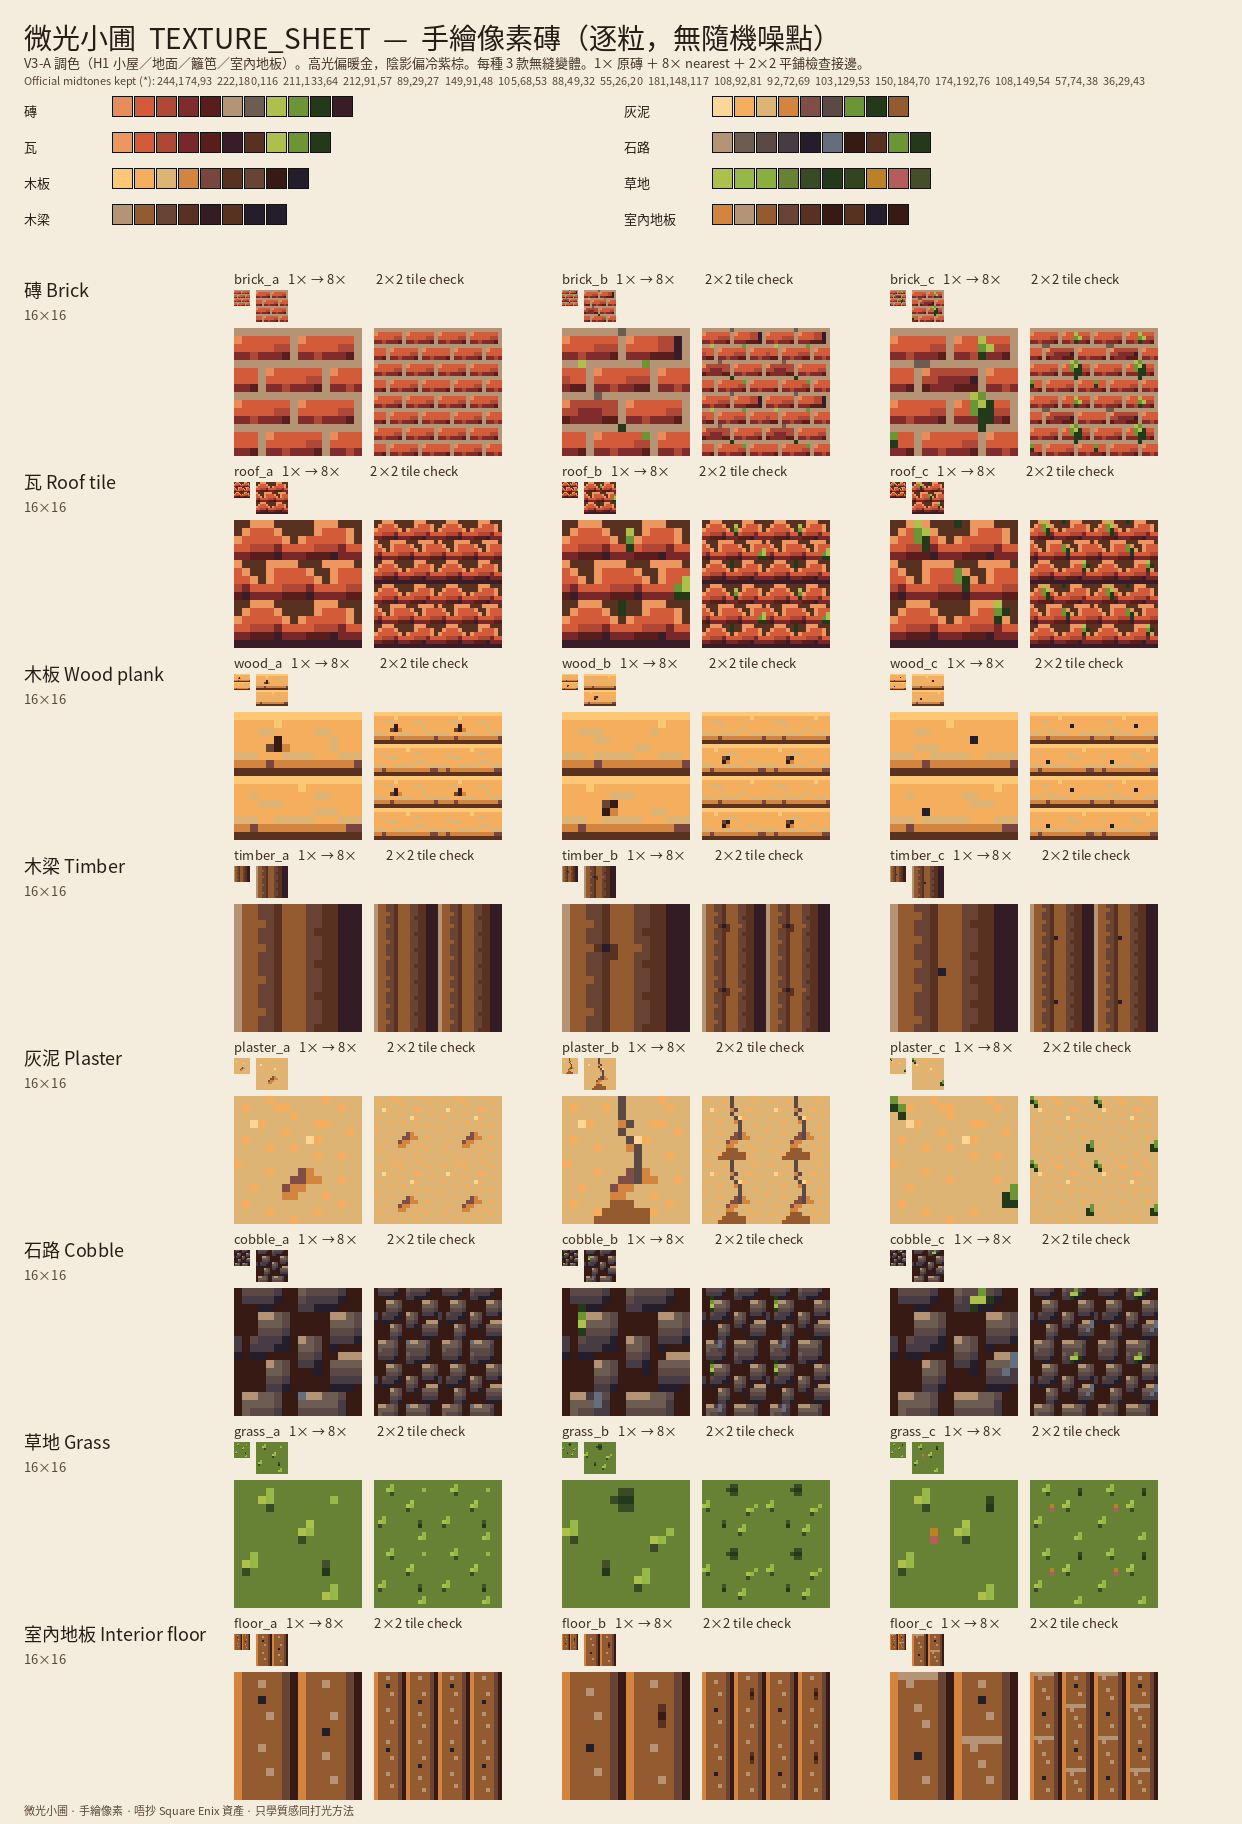 微光小圃 TEXTURE_SHEET — 手繪像素磚（逐粒，無隨機噪點）
V3-A 調色（H1 小屋／地面／籬笆／室內地板）。高光偏暖金，陰影偏冷紫棕。每種 3 款無縫變體。1× 原磚 + 8× nearest + 2×2 平鋪檢查接邊。
Official midtones kept (*): 244,174,93 222,180,116 211,133,64 212,91,57 89,29,27 149,91,48 105,68,53 88,49,32 55,26,20 181,148,117 108,92,81 92,72,69 103,129,53 150,184,70 174,192,76 108,149,54 57,74,38 36,29,43
磚 灰泥
瓦 石路
木板 草地
木梁 室內地板
磚 Brick
16×16
brick_a 1× → 8× 2×2 tile check brick_b 1× → 8× 2×2 tile check brick_c 1× → 8× 2×2 tile check
瓦 Roof tile
16×16
roof_a 1× → 8× 2×2 tile check roof_b 1× → 8× 2×2 tile check roof_c 1× → 8× 2×2 tile check
木板 Wood plank
16×16
wood_a 1× → 8× 2×2 tile check wood_b 1× → 8× 2×2 tile check wood_c 1× → 8× 2×2 tile check
木梁 Timber
16×16
timber_a 1× → 8× 2×2 tile check timber_b 1× → 8× 2×2 tile check timber_c 1× → 8× 2×2 tile check
灰泥 Plaster
16×16
plaster_a 1× → 8× 2×2 tile check plaster_b 1× → 8× 2×2 tile check plaster_c 1× → 8× 2×2 tile check
石路 Cobble
16×16
cobble_a 1× → 8× 2×2 tile check cobble_b 1× → 8× 2×2 tile check cobble_c 1× → 8× 2×2 tile check
草地 Grass
16×16
grass_a 1× → 8× 2×2 tile check grass_b 1× → 8× 2×2 tile check grass_c 1× → 8× 2×2 tile check
室內地板 Interior floor
16×16
floor_a 1× → 8× 2×2 tile check floor_b 1× → 8× 2×2 tile check floor_c 1× → 8× 2×2 tile check
微光小圃 · 手繪像素 · 唔抄 Square Enix 資產 · 只學質感同打光方法